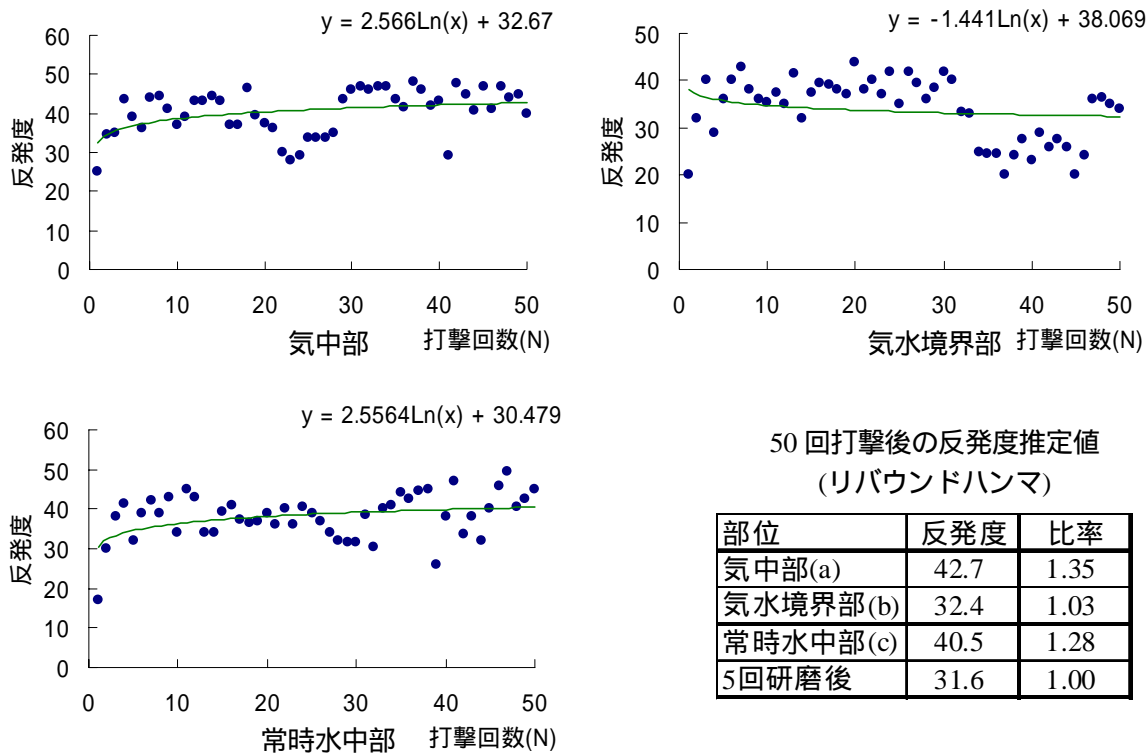 y = 2.566Ln(x) + 32.67
60
50
40
30
20
10
0
反発度
0 10 20 30 40 50
気中部 打撃回数(N)
y = -1.441Ln(x) + 38.069
50
40
30
20
10
0
反発度
0 10 20 30 40 50
気水境界部 打撃回数(N)
y = 2.5564Ln(x) + 30.479
60
50
40
30
20
10
0
反発度
0 10 20 30 40 50
常時水中部 打撃回数(N)
50 回打撃後の反発度推定値
(リバウンドハンマ)
部位 反発度 比率
気中部(a) 42.7 1.35
気水境界部(b) 32.4 1.03
常時水中部(c) 40.5 1.28
5回研磨後 31.6 1.00